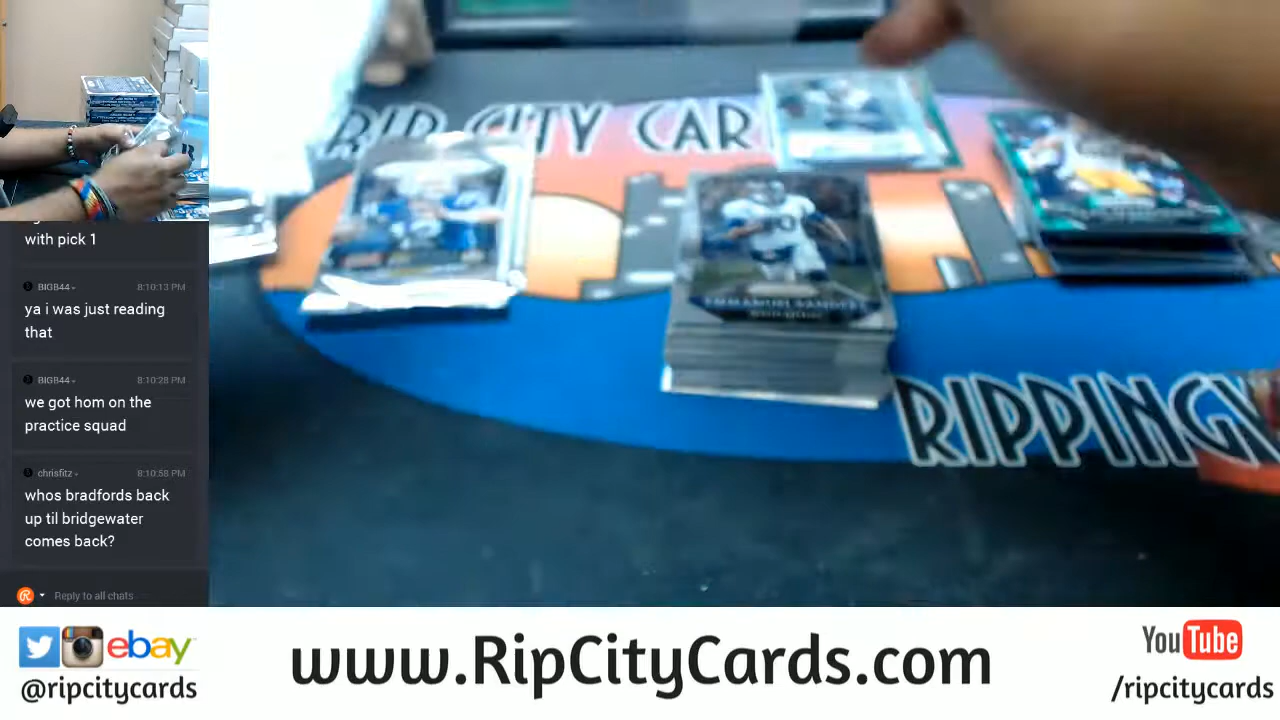 with pick 1
BIGB44 8:10:13 PM
ya i was just reading
that
BIGB44 8:10:28 PM
we got hom on the
practice squad
chrisfitz 8:10:58 PM
whos bradfords back
up til bridgewater
comes back?
Reply to all chats
RIP CITY CAR
EMMANUEL SANDERS
RIPPING
ebay
@ripcitycards
www.RipCityCards.com
YouTube
/ripcitycards